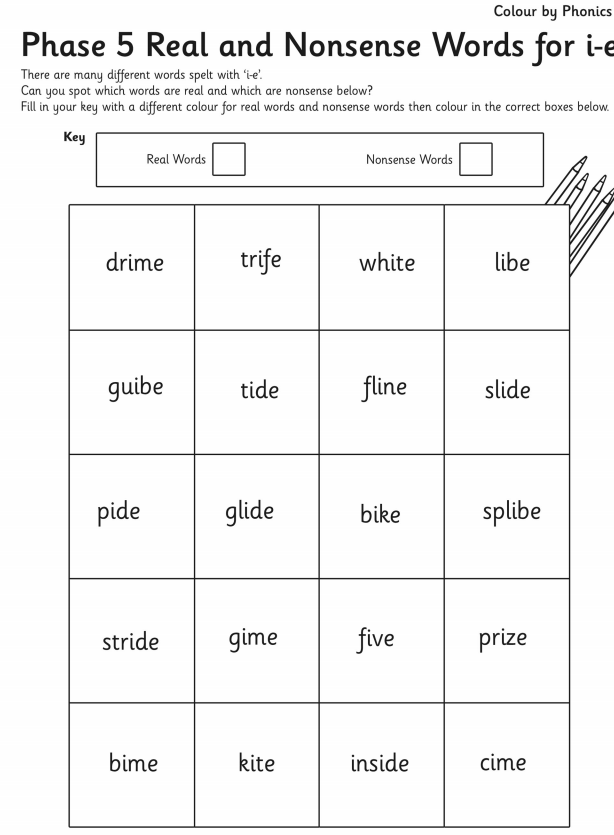 Colour by Phonics
Phase 5 Real and Nonsense Words for i-e
There are many different words spelt with 'i-e'.
Can you spot which words are real and which are nonsense below?
Fill in your key with a different colour for real words and nonsense words then colour in the correct boxes below.
Key
Real Words Nonsense Words
drime trife white libe
guibe tide fline slide
pide glide bike splibe
stride gime five prize
bime kite inside cime